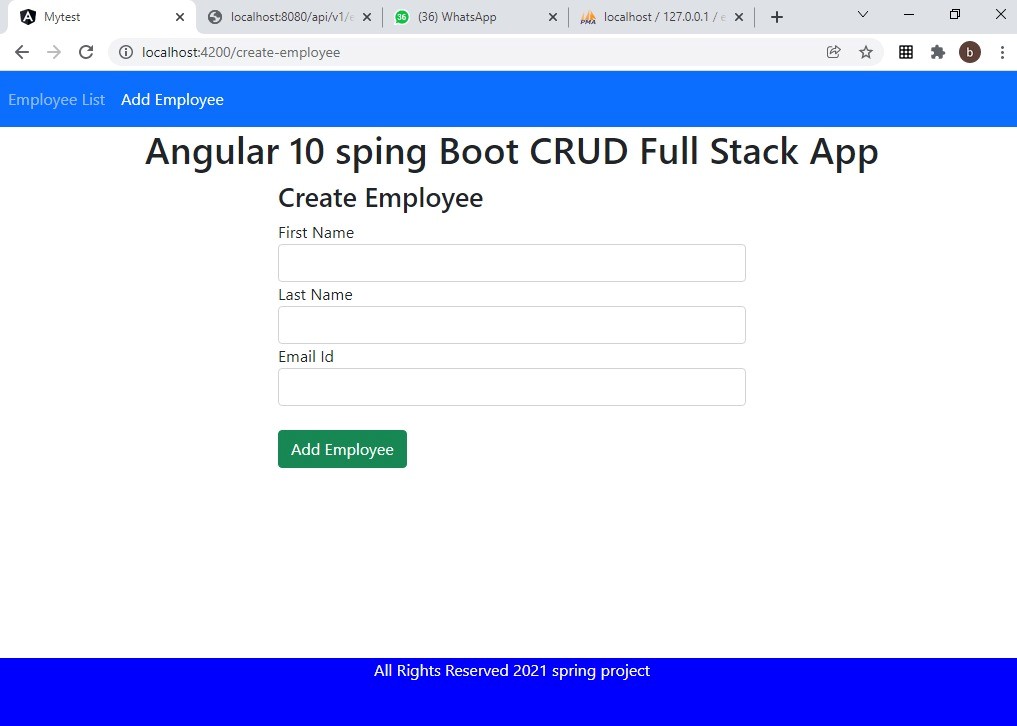 Mytest
localhost:8080/api/v1/e
36
(36) WhatsApp
PMA
localhost / 127.0.0.1 / e
localhost:4200/create-employee
b
Employee List Add Employee
Angular 10 sping Boot CRUD Full Stack App
Create Employee
First Name
Last Name
Email Id
Add Employee
All Rights Reserved 2021 spring project